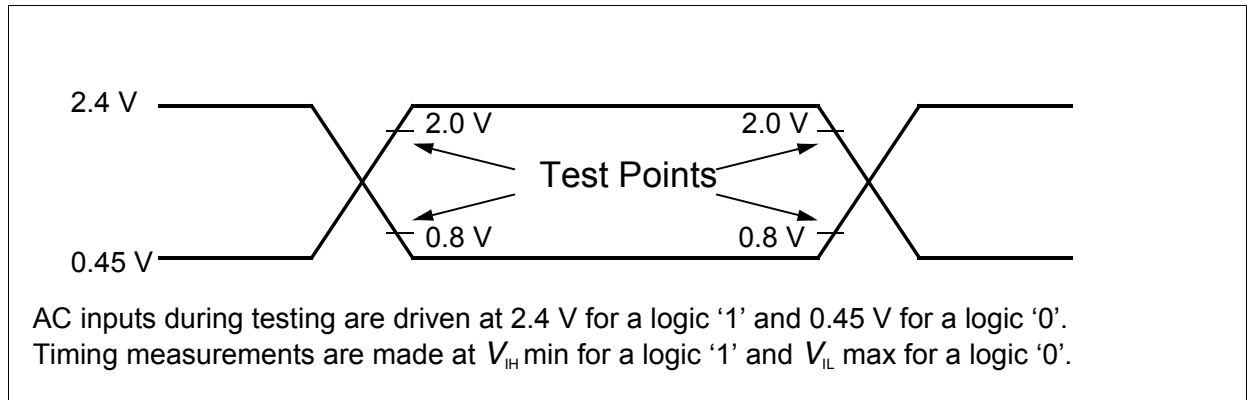 2.4 V
2.0 V
2.0 V
Test Points
0.8 V
0.8 V
0.45 V
AC inputs during testing are driven at 2.4 V for a logic ‘1’ and 0.45 V for a logic ‘0’.
Timing measurements are made at VIH min for a logic ‘1’ and VIL max for a logic ‘0’.